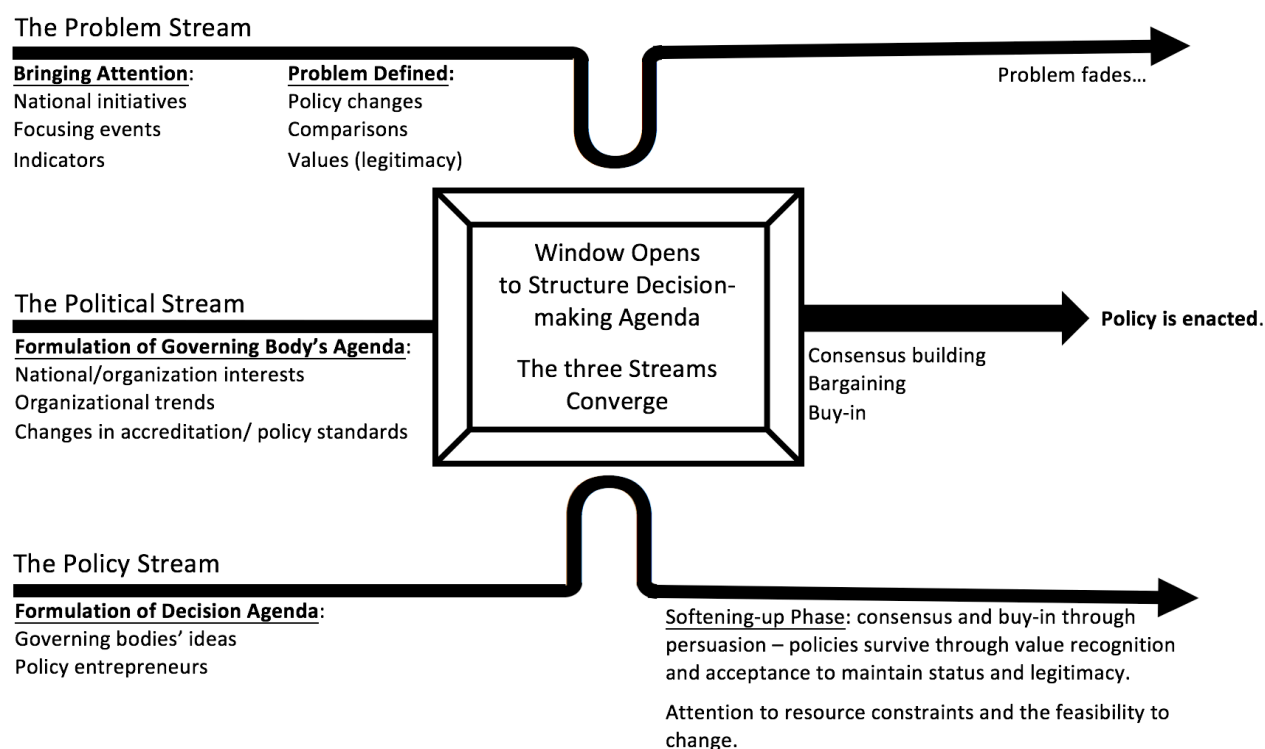 The Problem Stream
Bringing Attention:
National initiatives
Focusing events
Indicators
Problem Defined:
Policy changes
Comparisons
Values (legitimacy)
Problem fades…
Window Opens
to Structure Decision-
making Agenda
The three Streams
Converge
The Political Stream
Formulation of Governing Body’s Agenda:
National/organization interests
Organizational trends
Changes in accreditation/ policy standards
Policy is enacted.
Consensus building
Bargaining
Buy-in
The Policy Stream
Formulation of Decision Agenda:
Governing bodies’ ideas
Policy entrepreneurs
Softening-up Phase: consensus and buy-in through
persuasion – policies survive through value recognition
and acceptance to maintain status and legitimacy.
Attention to resource constraints and the feasibility to
change.